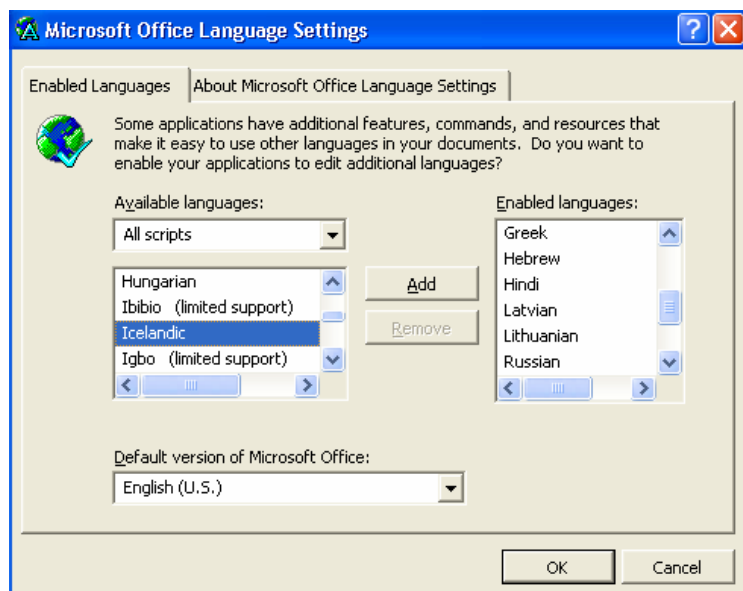 Microsoft Office Language Settings
Enabled Languages
About Microsoft Office Language Settings
Some applications have additional features, commands, and resources that
make it easy to use other languages in your documents. Do you want to
enable your applications to edit additional languages?
Available languages:
All scripts
Hungarian
Ibibio (limited support)
Icelandic
Igbo (limited support)
Add
Remove
Enabled languages:
Greek
Hebrew
Hindi
Latvian
Lithuanian
Russian
Default version of Microsoft Office:
English (U.S.)
OK
Cancel